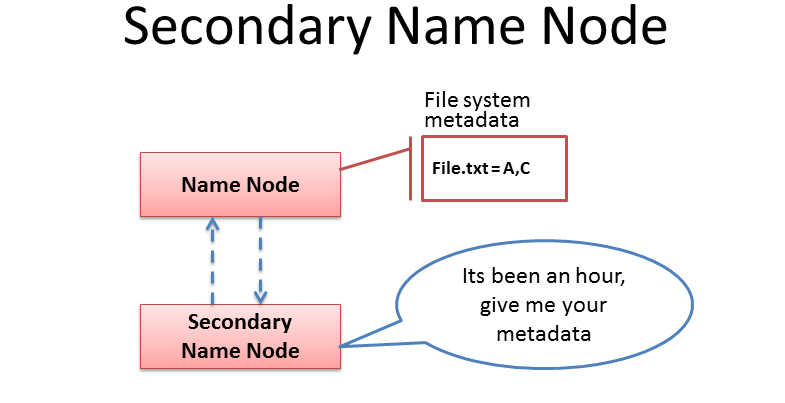 Secondary Name Node
File system
metadata
File.txt = A,C
Name Node
Its been an hour,
give me your
metadata
Secondary
Name Node